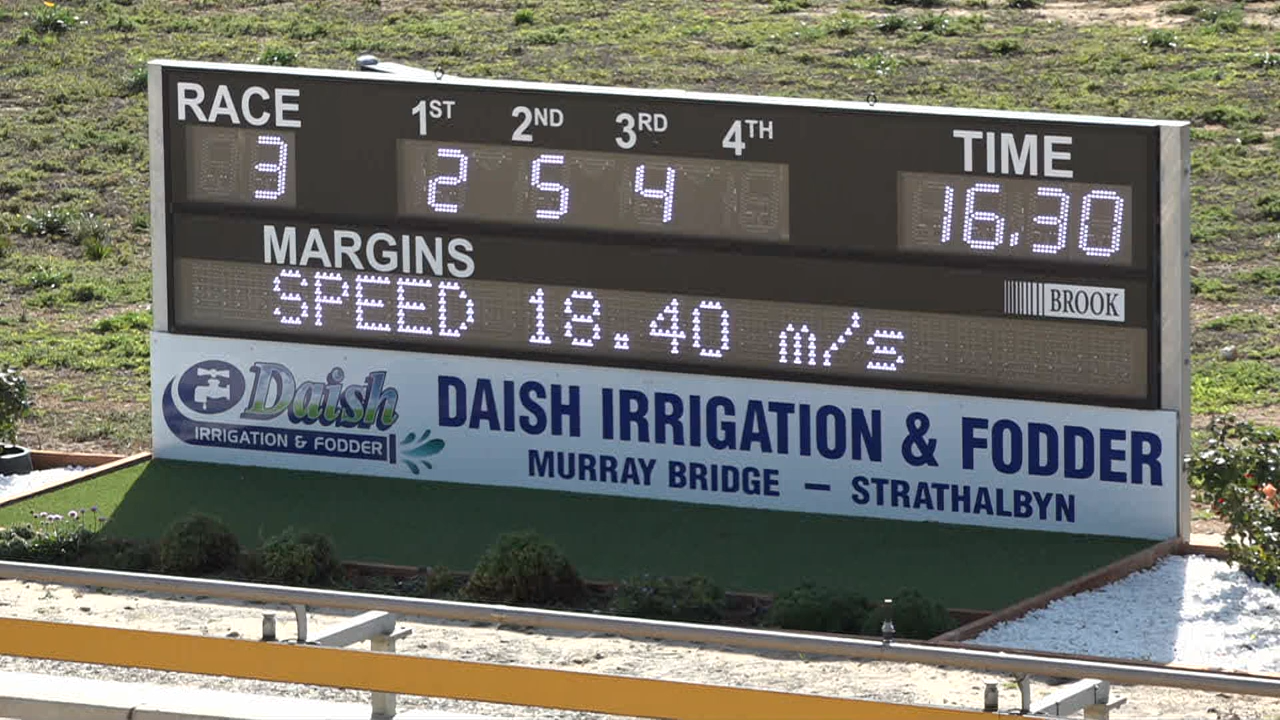 RACE 1ST 2ND 3RD 4TH TIME
3 2 5 4 16.30
MARGINS
BROOK
SPEED 18.40 m/s
Daish
IRRIGATION & FODDER
DAISH IRRIGATION & FODDER
MURRAY BRIDGE – STRATHALBYN